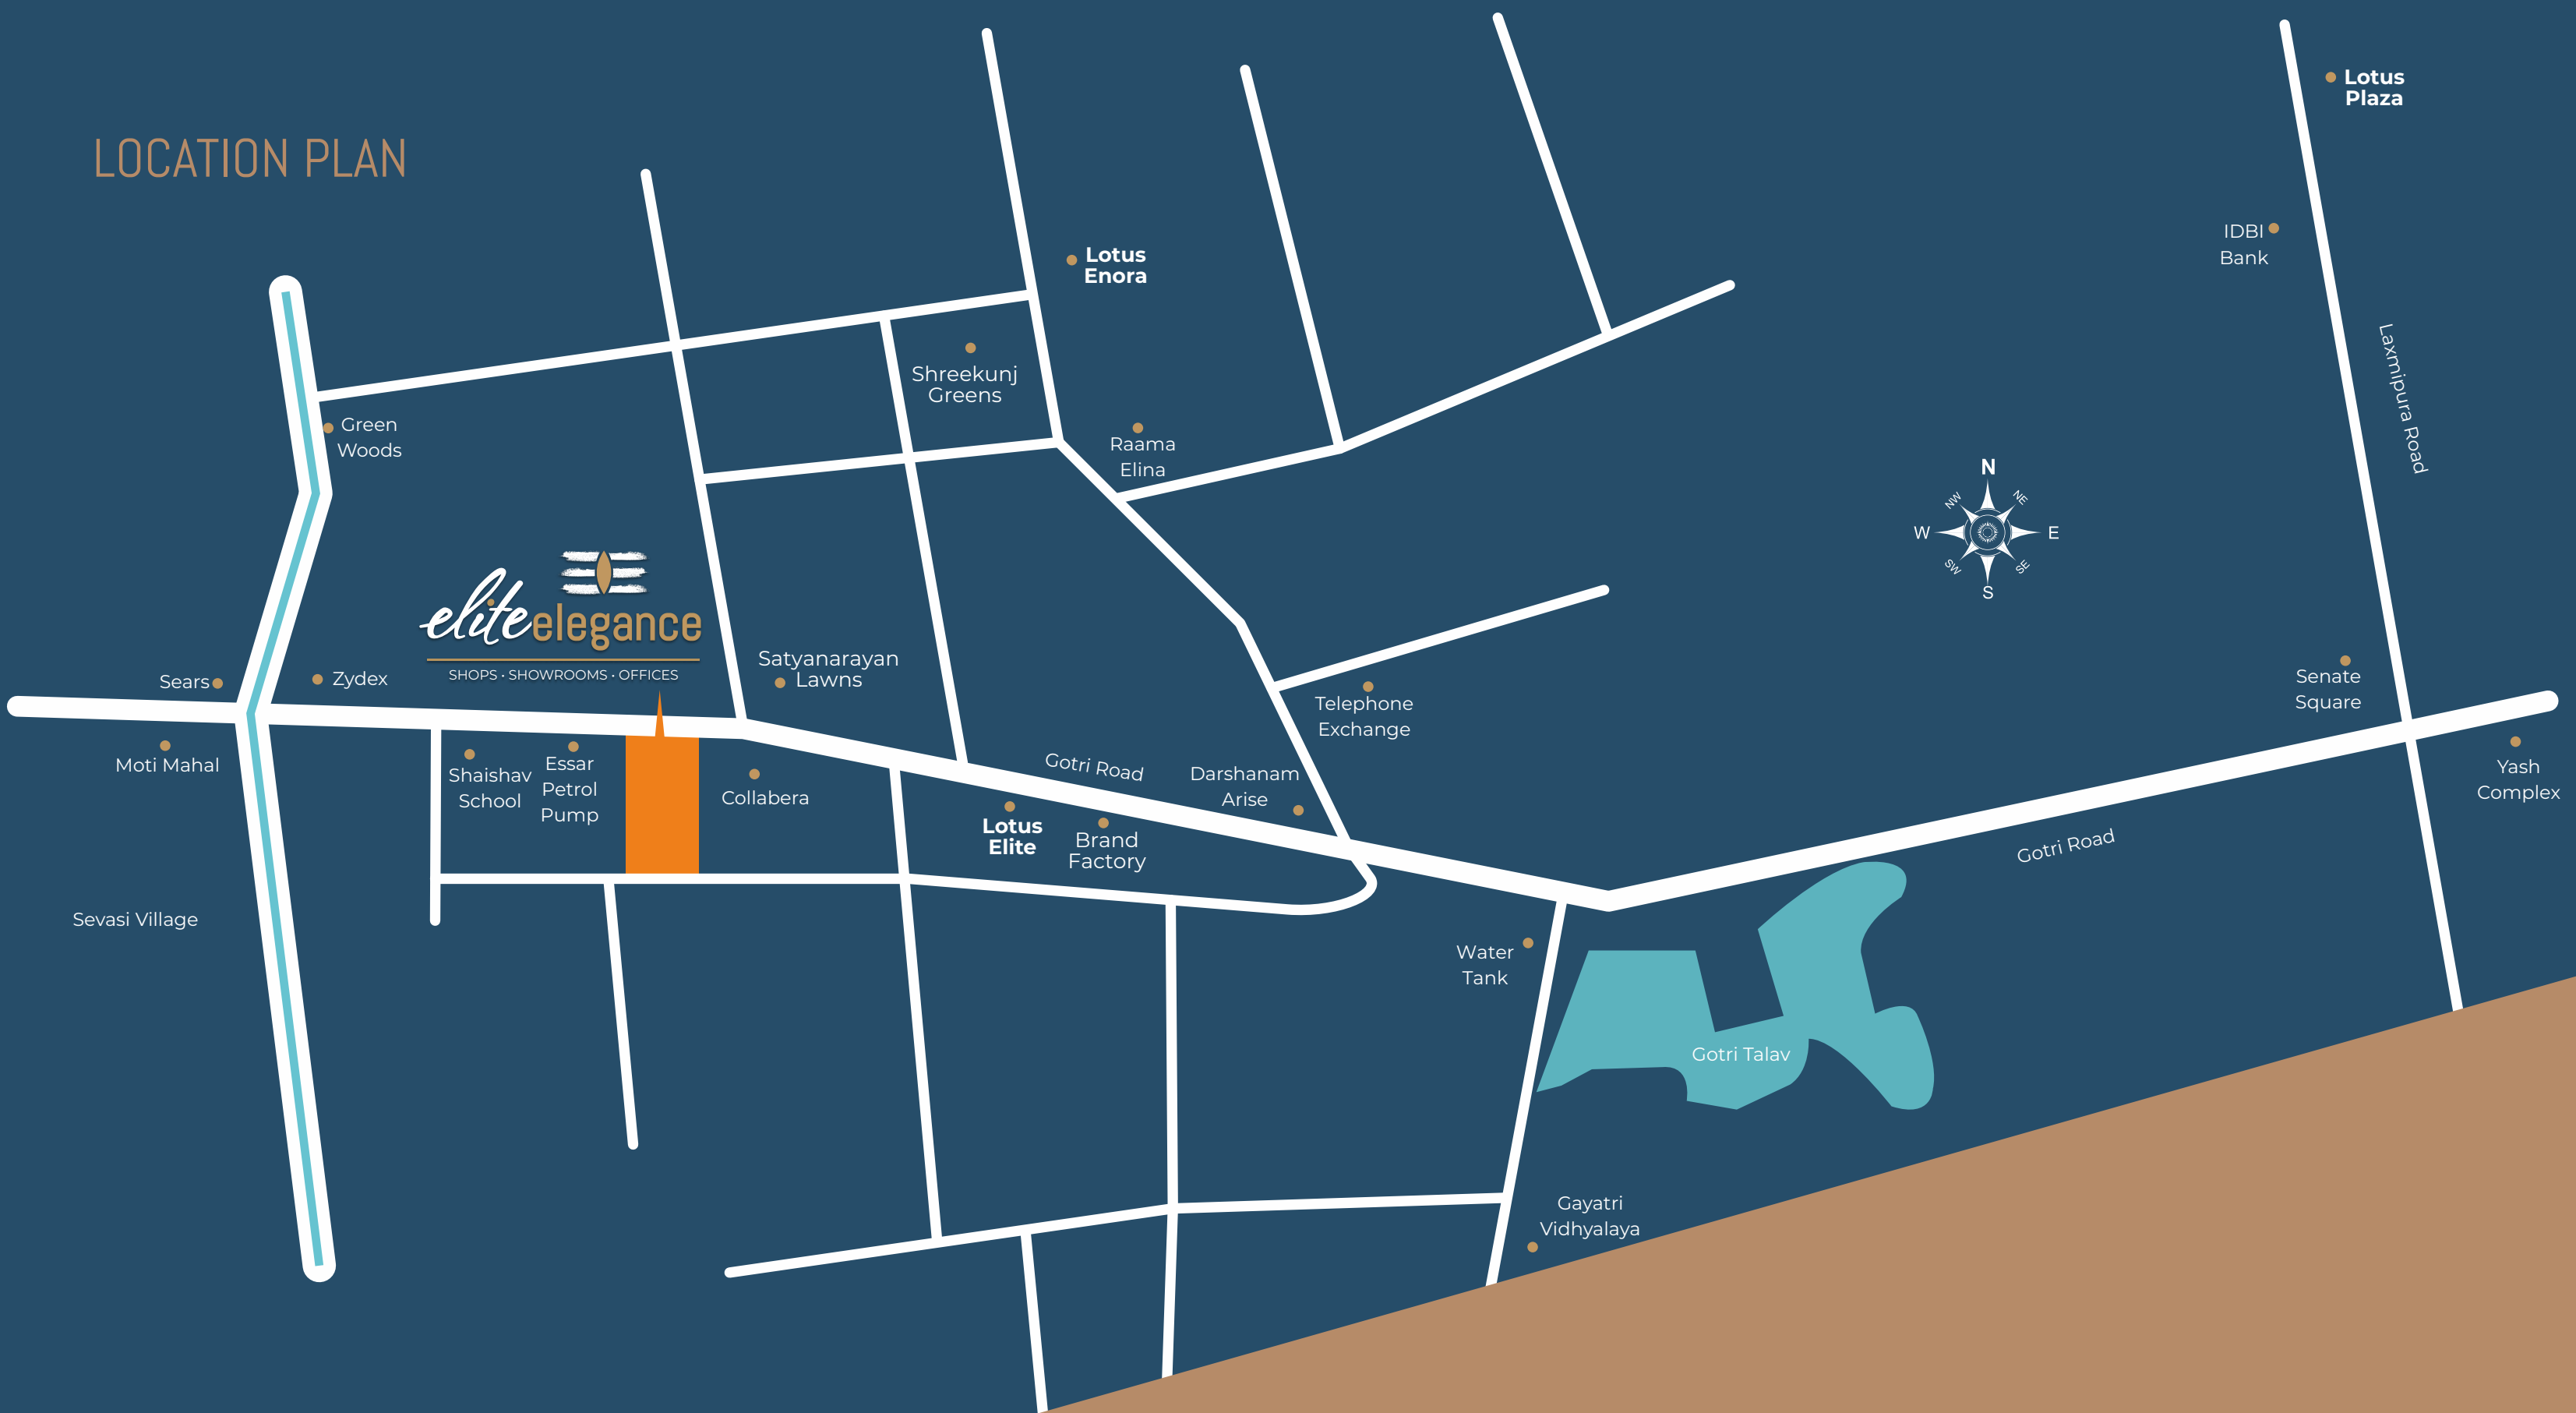 LOCATION PLAN
Lotus
Plaza
IDBI
Bank
Lotus
Enora
Laxmipura Road
Shreekunj
Greens
Green
Woods
Raama
Elina
N
NW
NE
W
E
SW
SE
S
elite elegance
SHOPS • SHOWROOMS • OFFICES
Satyanarayan
Lawns
Sears
Zydex
Telephone
Exchange
Senate
Square
Moti Mahal
Shaishav
School
Essar
Petrol
Pump
Collabera
Gotri Road
Darshanam
Arise
Lotus
Elite
Brand
Factory
Yash
Complex
Gotri Road
Sevasi Village
Water
Tank
Gotri Talav
Gayatri
Vidhyalaya